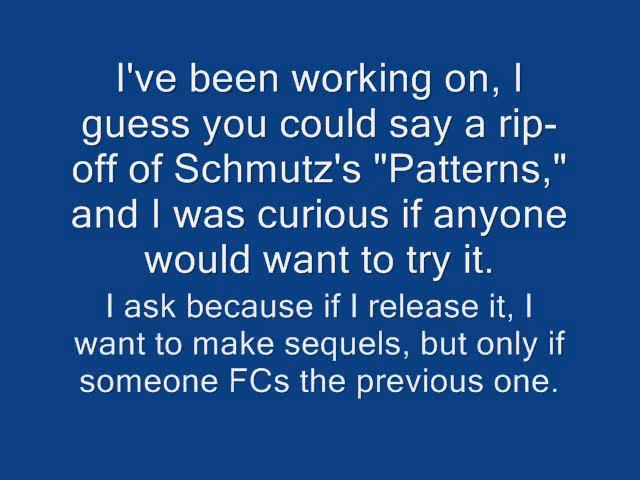 I've been working on, I
guess you could say a rip-
off of Schmutz's "Patterns,"
and I was curious if anyone
would want to try it.
I ask because if I release it, I
want to make sequels, but only if
someone FCs the previous one.